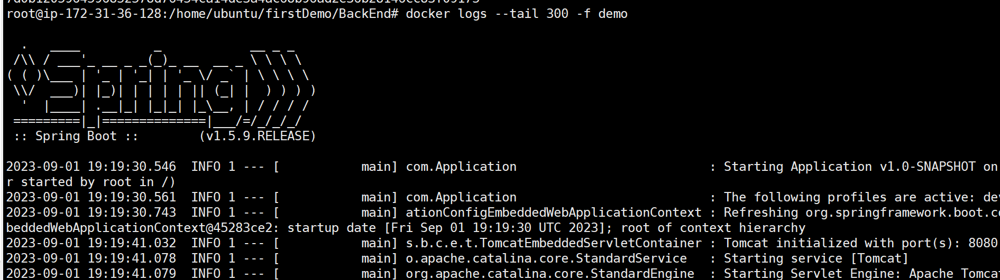 root@ip-172-31-36-128:/home/ubuntu/firstDemo/BackEnd# docker logs --tail 300 -f demo
  .   ____          _            __ _ _
 /\\ / ___'_ __ _ _(_)_ __  __ _ \ \ \ \
( ( )\___ | '_ | '_| | '_ \/ _` | \ \ \ \
 \\/  ___)| |_)| | | | | || (_| |  ) ) ) )
  '  |____| .__|_| |_|_| |_\__, | / / / /
 =========|_|==============|___/=/_/_/_/
 :: Spring Boot ::        (v1.5.9.RELEASE)
2023-09-01 19:19:30.546  INFO 1 --- [           main] com.Application                          : Starting Application v1.0-SNAPSHOT on
r started by root in /)
2023-09-01 19:19:30.561  INFO 1 --- [           main] com.Application                          : The following profiles are active: dev
2023-09-01 19:19:30.743  INFO 1 --- [           main] ationConfigEmbeddedWebApplicationContext : Refreshing org.springframework.boot.co
beddedWebApplicationContext@45283ce2: startup date [Fri Sep 01 19:19:30 UTC 2023]; root of context hierarchy
2023-09-01 19:19:41.032  INFO 1 --- [           main] s.b.c.e.t.TomcatEmbeddedServletContainer : Tomcat initialized with port(s): 8080
2023-09-01 19:19:41.078  INFO 1 --- [           main] o.apache.catalina.core.StandardService   : Starting service [Tomcat]
2023-09-01 19:19:41.079  INFO 1 --- [           main] org.apache.catalina.core.StandardEngine  : Starting Servlet Engine: Apache Tomcat